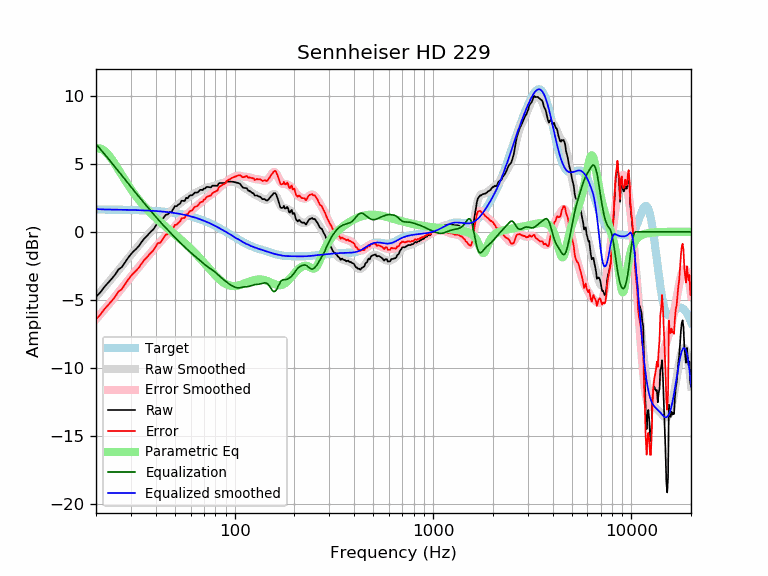 Sennheiser HD 229
10
5
0
−5
−10
−15
−20
Amplitude (dBr)
Target
Raw Smoothed
Error Smoothed
Raw
Error
Parametric Eq
Equalization
Equalized smoothed
100
1000
10000
Frequency (Hz)